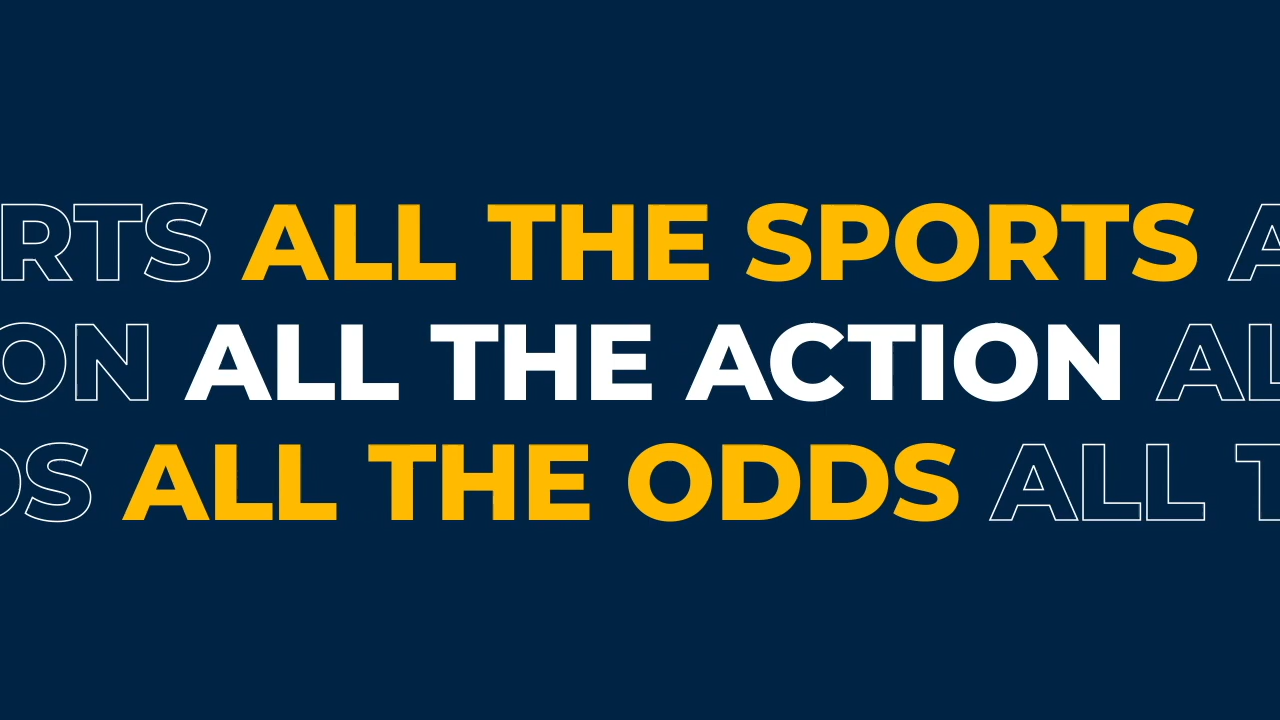 RTS ALL THE SPORTS A
ON ALL THE ACTION AL
DS ALL THE ODDS ALL T